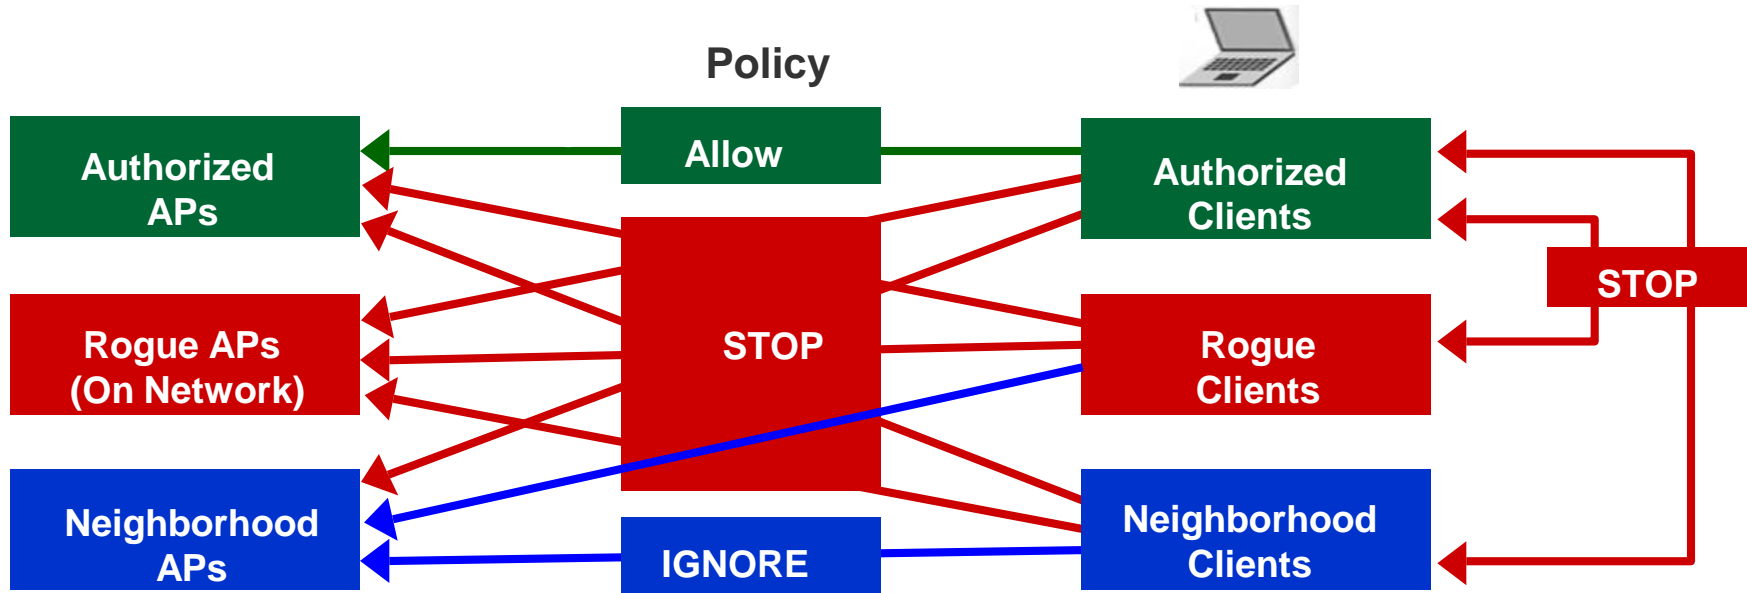 Policy
Authorized
APs
Allow
Authorized
Clients
Rogue APs
(On Network)
STOP
Rogue
Clients
STOP
Neighborhood
APs
IGNORE
Neighborhood
Clients